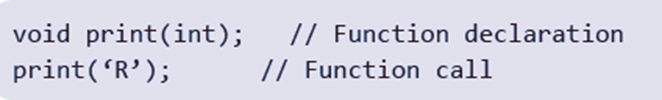 void print(int);   // Function declaration
print(‘R’);      // Function call